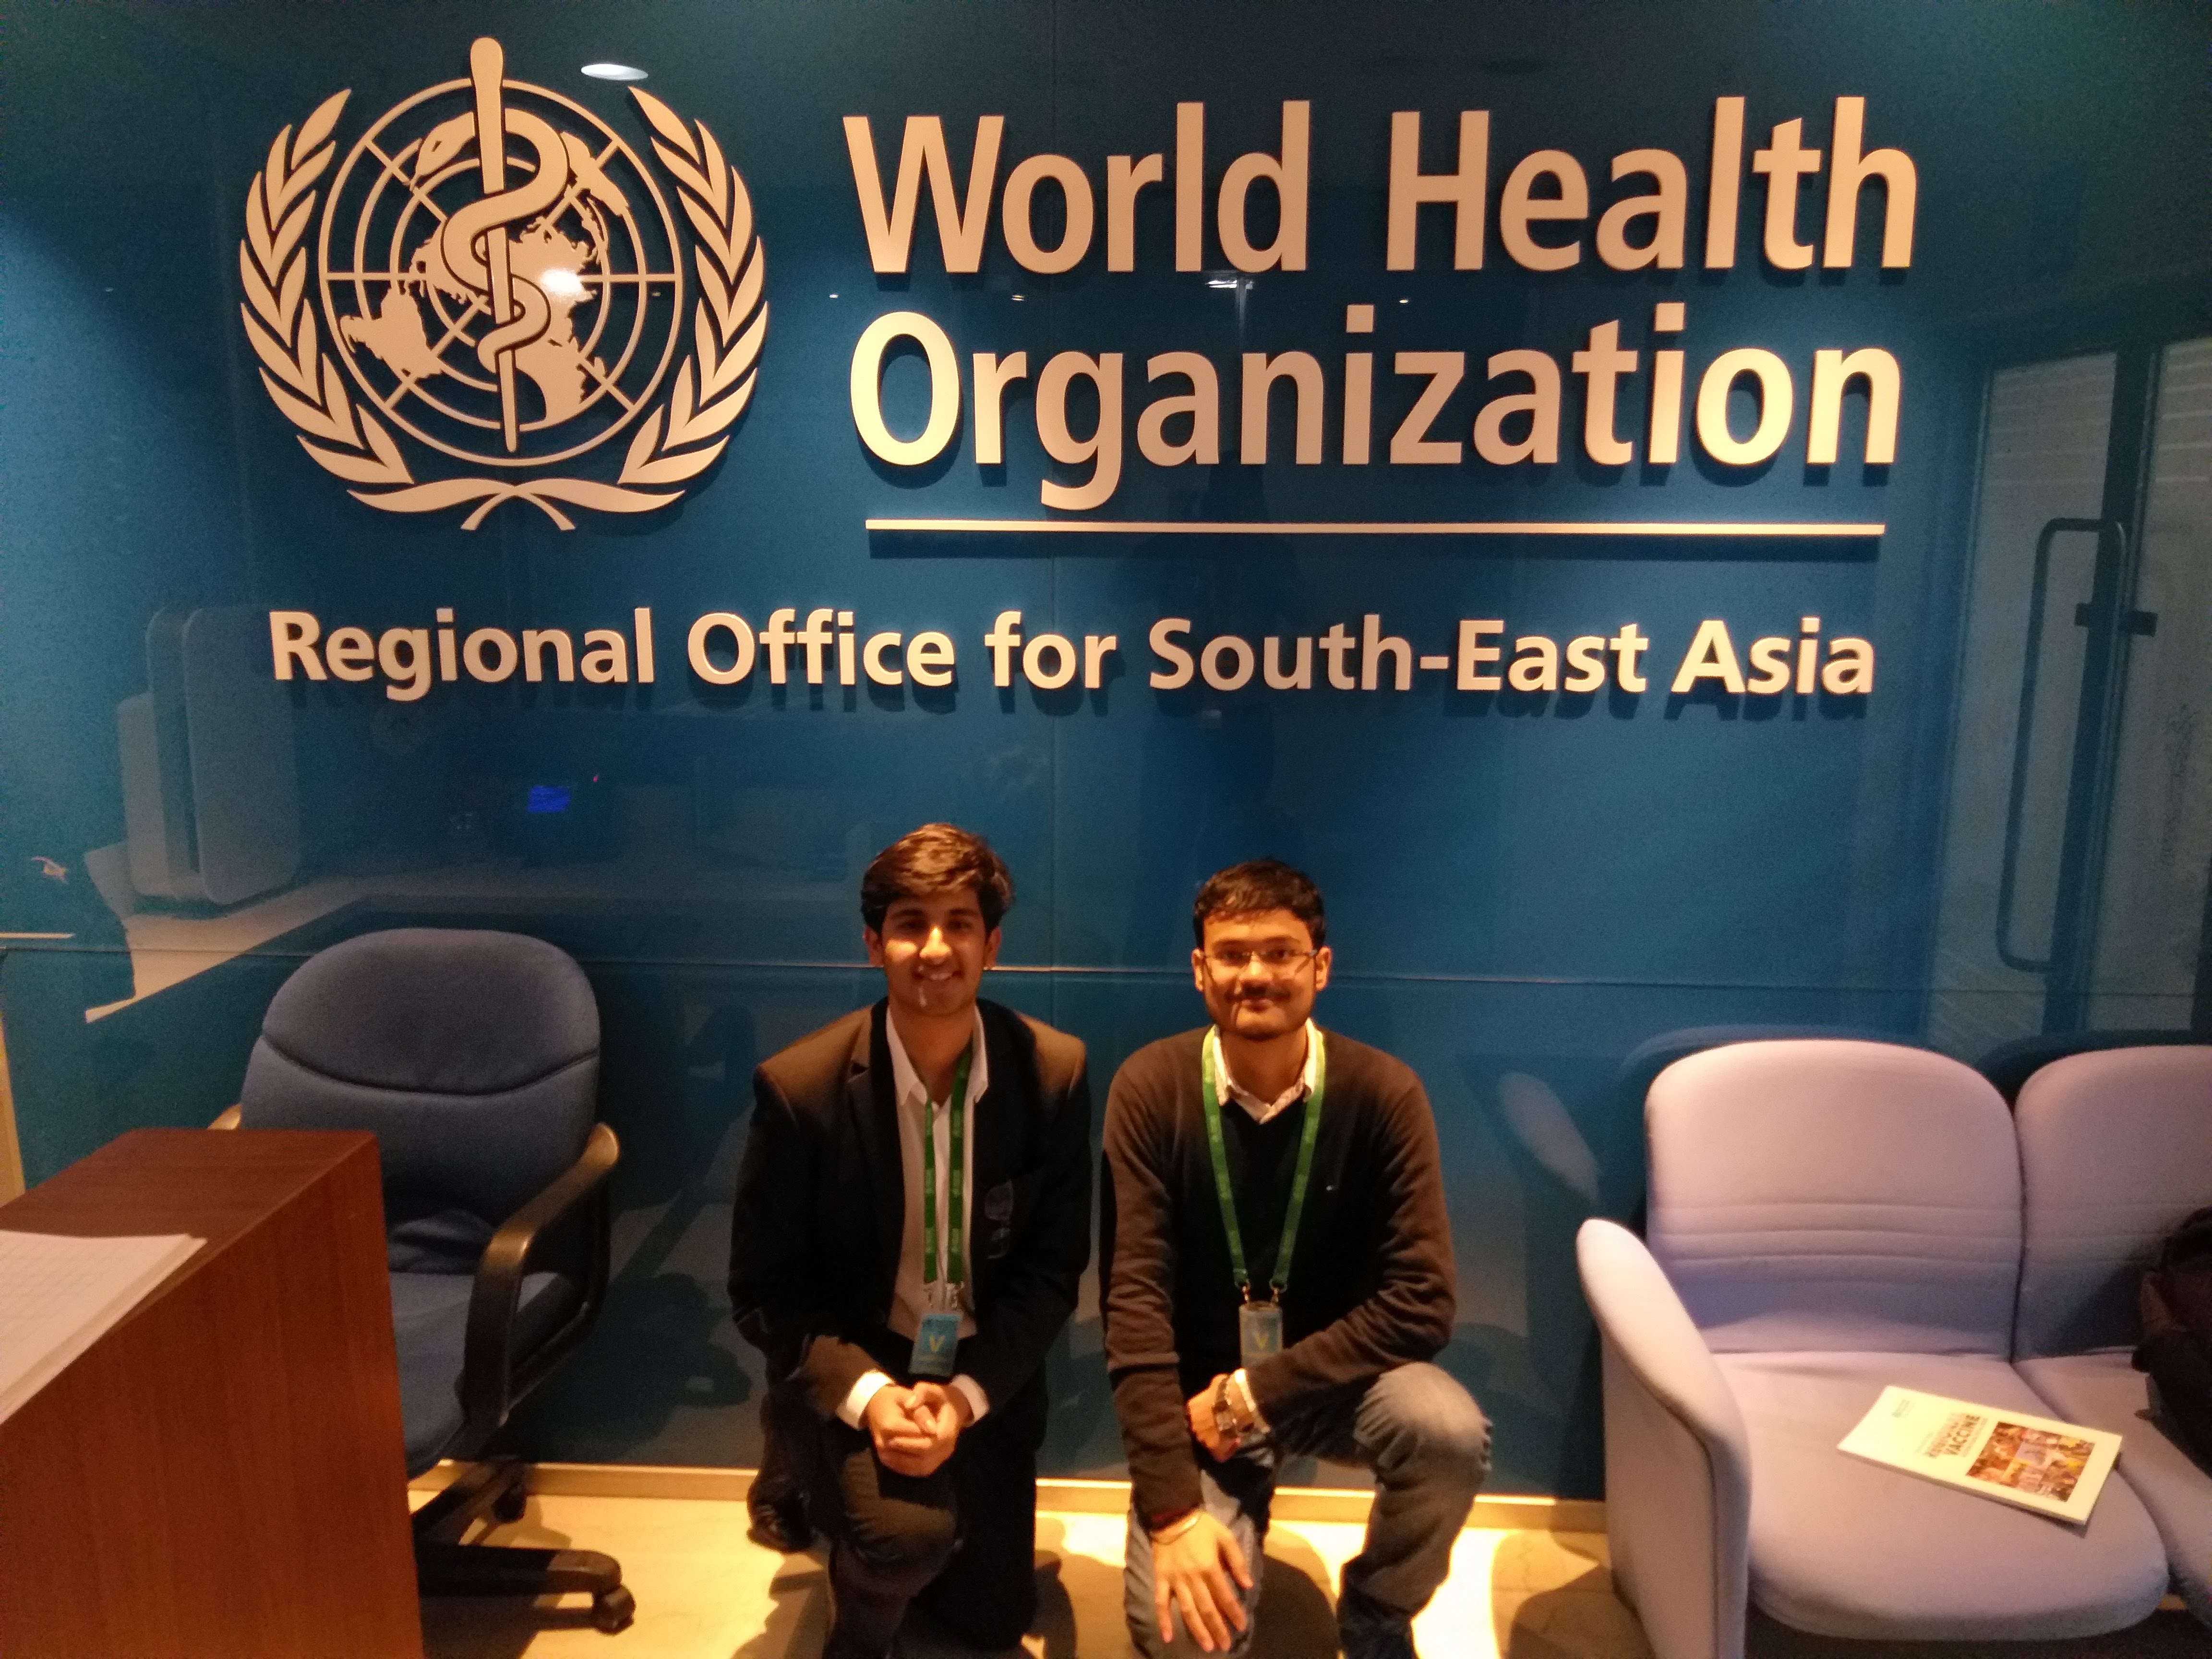 World Health
Organization
Regional Office for South-East Asia
V
V
VACCINE